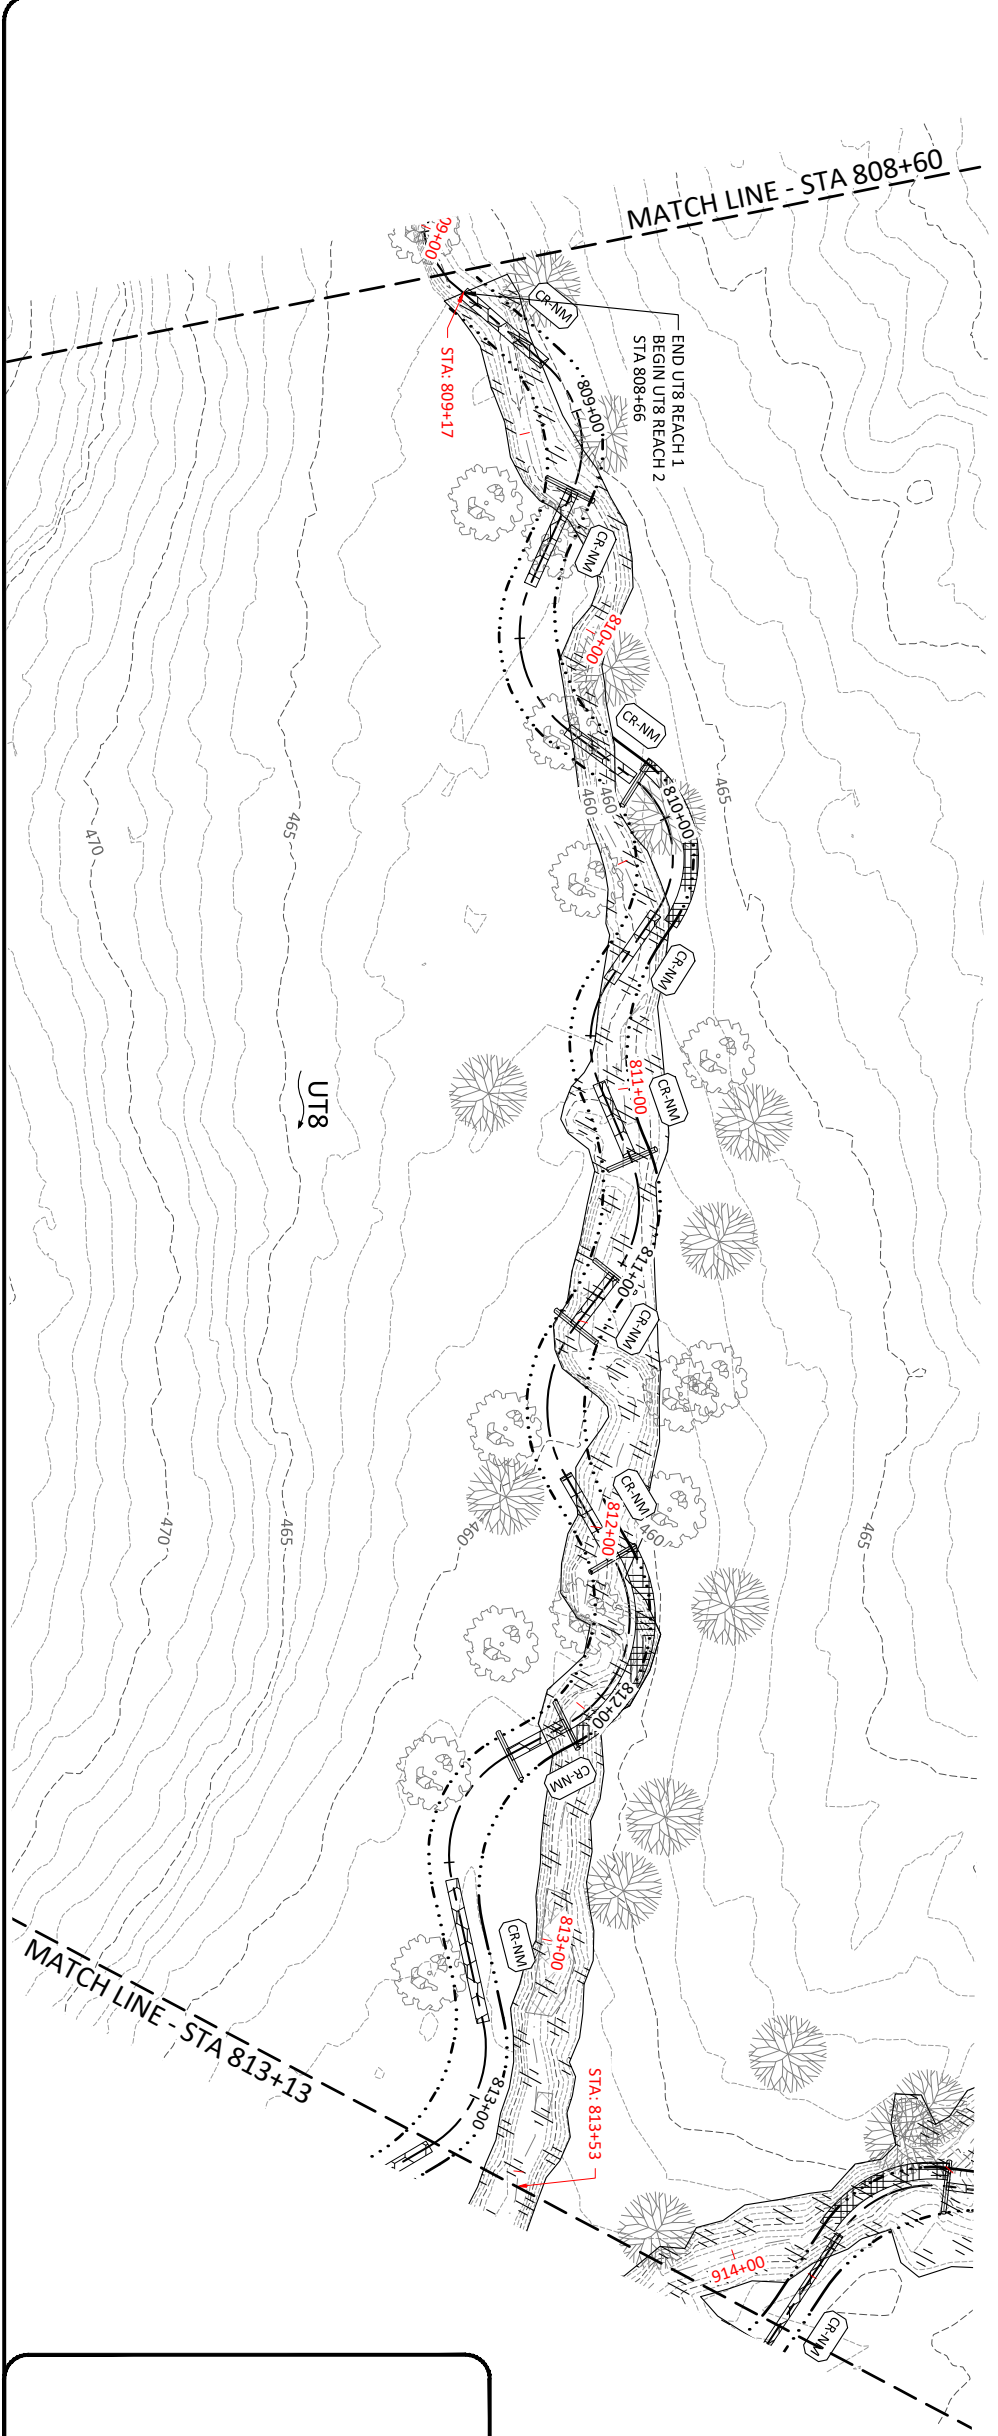 MATCH LINE - STA 808+60
09+00
CR-NM
END UT8 REACH 1
BEGIN UT8 REACH 2
STA 808+66
STA: 809+17
809+00
CR-NM
810+00
CR-NM
465
810+00
460
460
465
470
CR-NM
811+00
CR-NM
UT8
811+00
CR-NM
CR-NM
812+00
460
460
465
465
470
812+00
CR-NM
813+00
CR-NM
MATCH LINE - STA 813+13
813+00
STA: 813+53
914+00
CR-NM